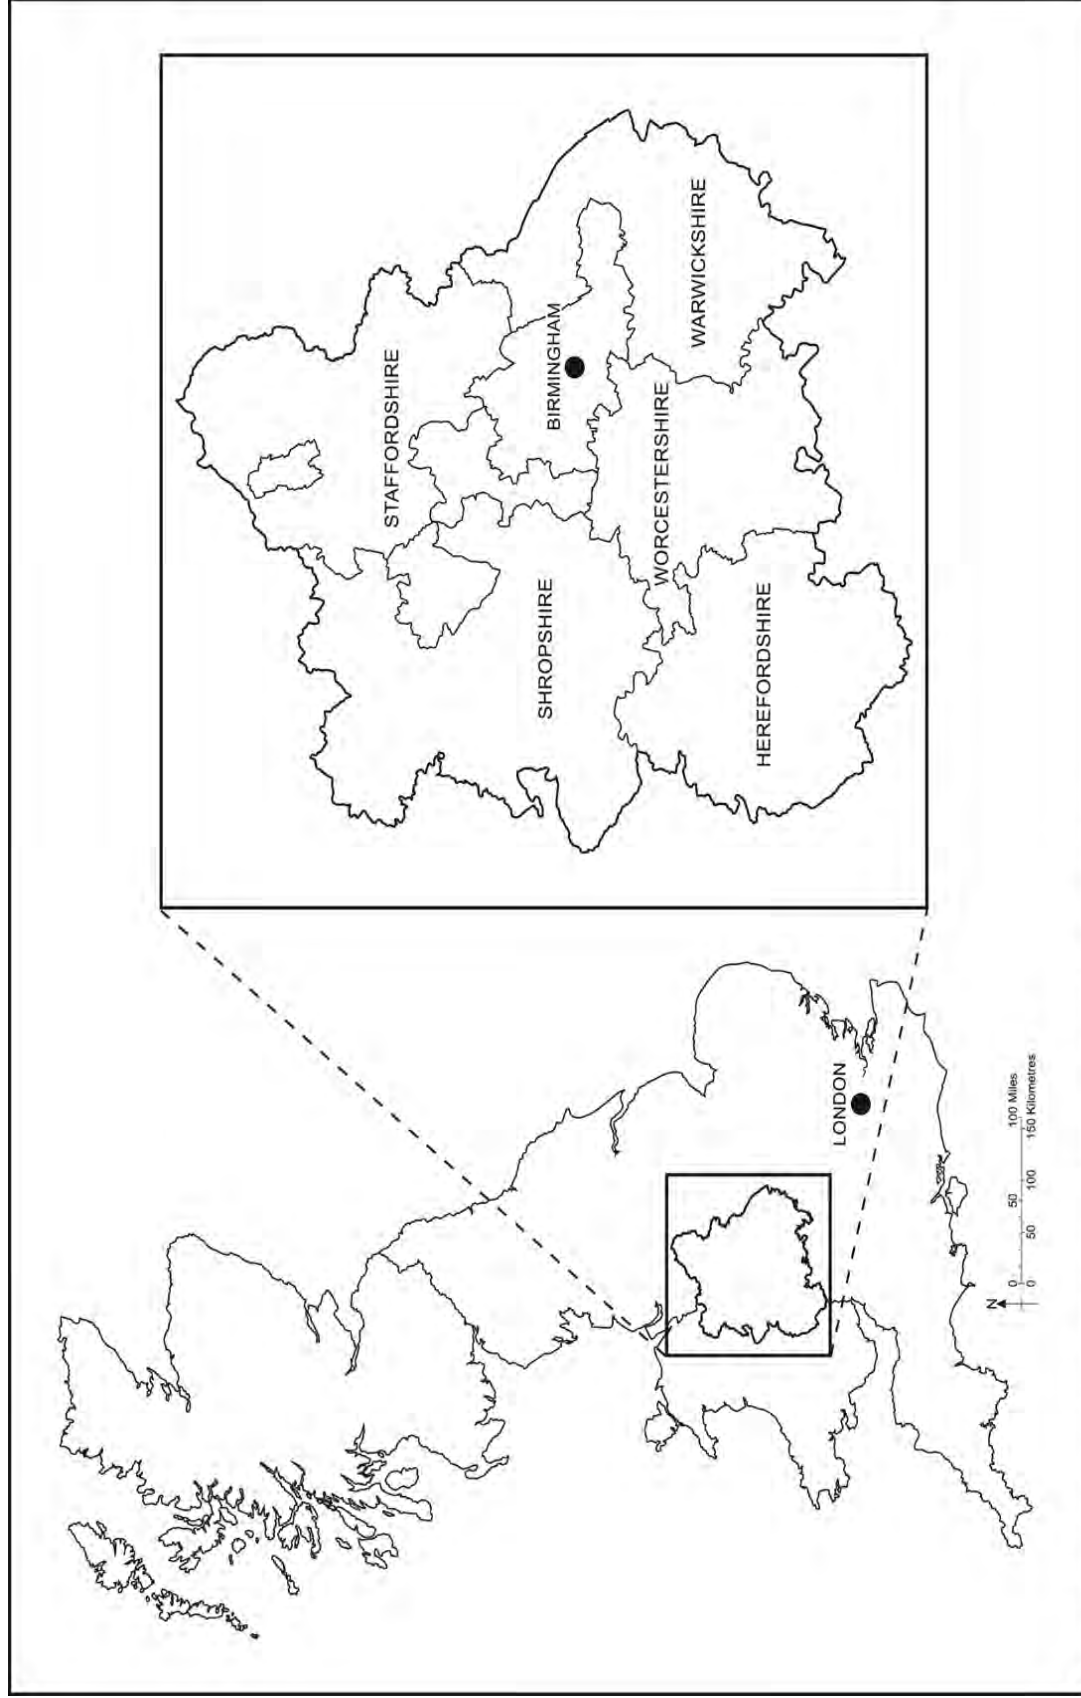 STAFFORDSHIRE
BIRMINGHAM
SHROPSHIRE
WORCESTERSHIRE
WARWICKSHIRE
HEREFORDSHIRE
LONDON
N
0 50 100 Miles
0 50 100 150 Kilometres